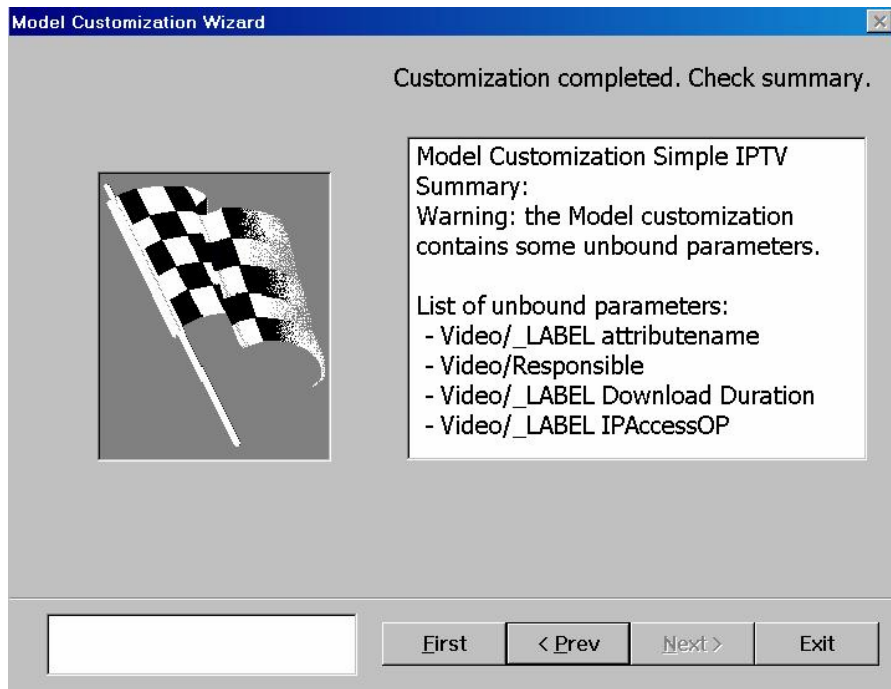 Model Customization Wizard
Customization completed. Check summary.
Model Customization Simple IPTV
Summary:
Warning: the Model customization
contains some unbound parameters.
List of unbound parameters:
- Video/_LABEL attributename
- Video/Responsible
- Video/_LABEL Download Duration
- Video/_LABEL IPAccessOP
First
< Prev
Next >
Exit